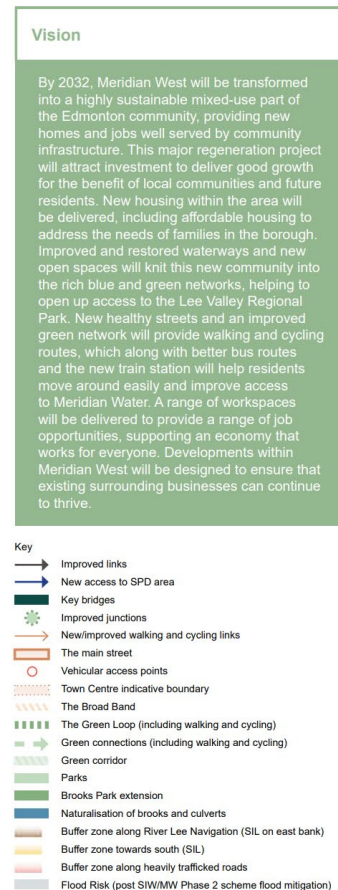 Vision
By 2032, Meridian West will be transformed
into a highly sustainable mixed-use part of
the Edmonton community, providing new
homes and jobs well served by community
infrastructure. This major regeneration project
will attract investment to deliver good growth
for the benefit of local communities and future
residents. New housing within the area will
be delivered, including affordable housing to
address the needs of families in the borough.
Improved and restored waterways and new
open spaces will knit this new community into
the rich blue and green networks, helping to
open up access to the Lee Valley Regional
Park. New healthy streets and an improved
green network will provide walking and cycling
routes, which along with better bus routes
and the new train station will help residents
move around easily and improve access
to Meridian Water. A range of workspaces
will be delivered to provide a range of job
opportunities, supporting an economy that
works for everyone. Developments within
Meridian West will be designed to ensure that
existing surrounding businesses can continue
to thrive.
Key
Improved links
New access to SPD area
Key bridges
Improved junctions
New/improved walking and cycling links
The main street
Vehicular access points
Town Centre indicative boundary
The Broad Band
The Green Loop (including walking and cycling)
Green connections (including walking and cycling)
Green corridor
Parks
Brooks Park extension
Naturalisation of brooks and culverts
Buffer zone along River Lee Navigation (SIL on east bank)
Buffer zone towards south (SIL)
Buffer zone along heavily trafficked roads
Flood Risk (post SIW/MW Phase 2 scheme flood mitigation)